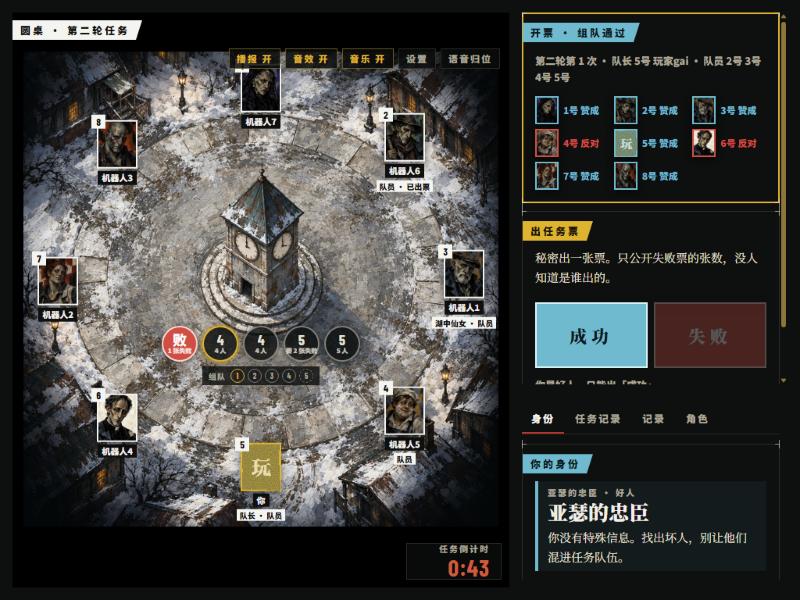 圆桌 · 第二轮任务
播报 开
音效 开
音乐 开
设置
语音归位
机器人7
8
机器人3
2
机器人6
队员 · 已出票
7
机器人2
3
机器人1
湖中仙女 · 队员
败
1 张失败
4
4人
4
4人
5
要2张失败
5
5人
组队
1
2
3
4
5
6
机器人4
4
机器人5
队员
5
玩
你
队长 · 队员
任务倒计时
0:43
开票 · 组队通过
第二轮第 1 次 · 队长 5号 玩家gai · 队员 2号 3号
4号 5号
1号 赞成
2号 赞成
3号 赞成
4号 反对
玩
5号 赞成
6号 反对
7号 赞成
8号 赞成
出任务票
秘密出一张票。只公开失败票的张数，没人
知道是谁出的。
成功
失败
身份
任务记录
记录
角色
你的身份
亚瑟的忠臣 · 好人
亚瑟的忠臣
你没有特殊信息。找出坏人，别让他们
混进任务队伍。